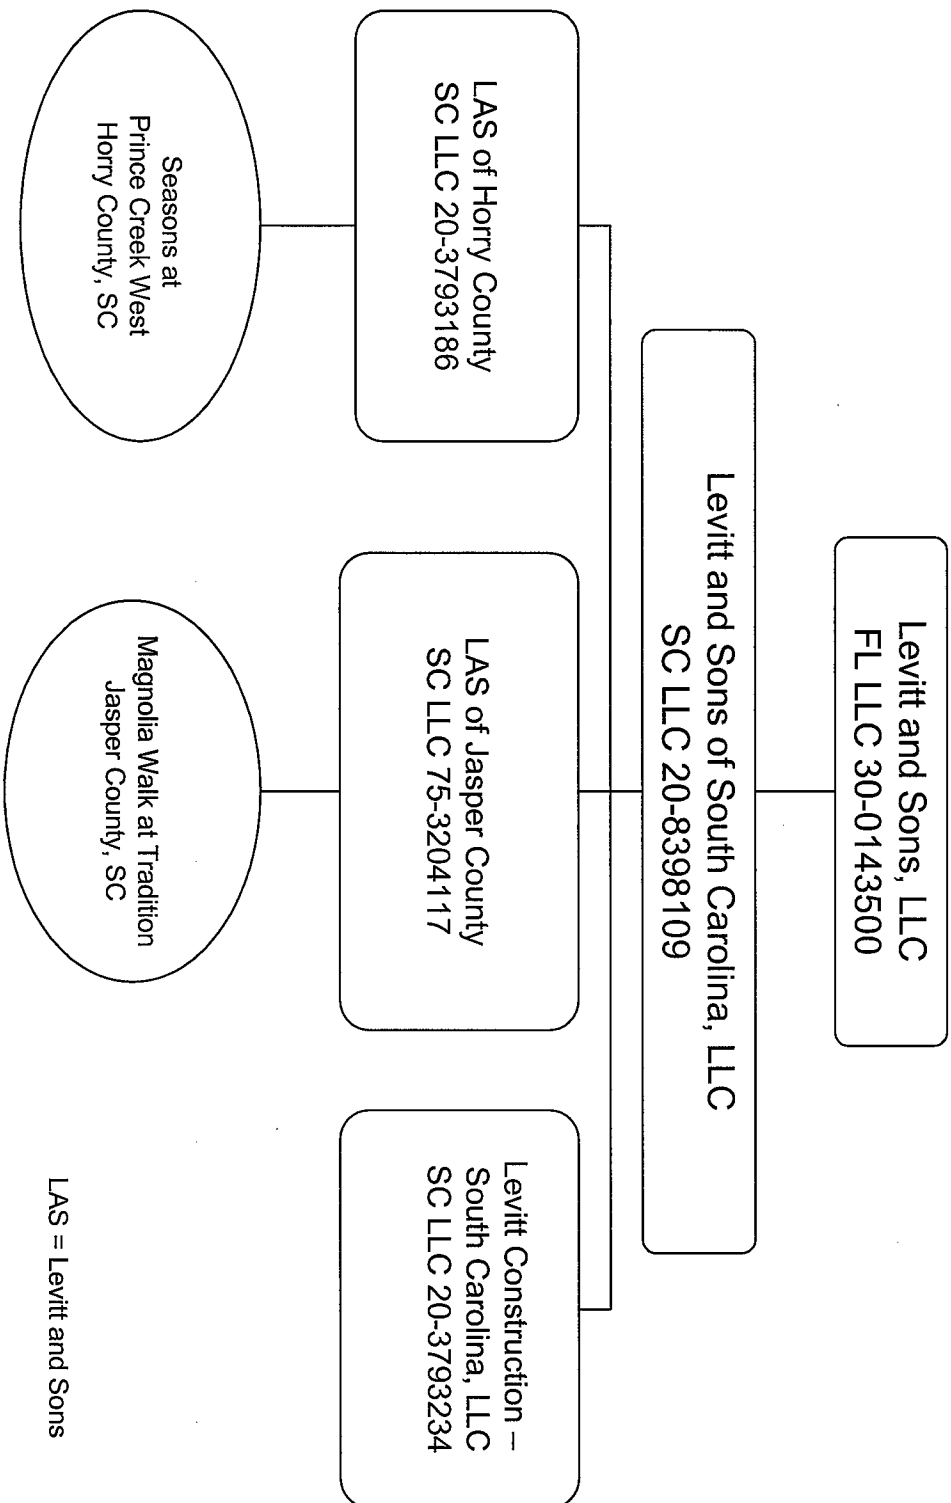 Levitt and Sons, LLC
FL LLC 30-0143500
Levitt and Sons of South Carolina, LLC
SC LLC 20-8398109
LAS of Horry County
SC LLC 20-3793186
LAS of Jasper County
SC LLC 75-3204117
Levitt Construction –
South Carolina, LLC
SC LLC 20-3793234
Seasons at
Prince Creek West
Horry County, SC
Magnolia Walk at Tradition
Jasper County, SC
LAS = Levitt and Sons